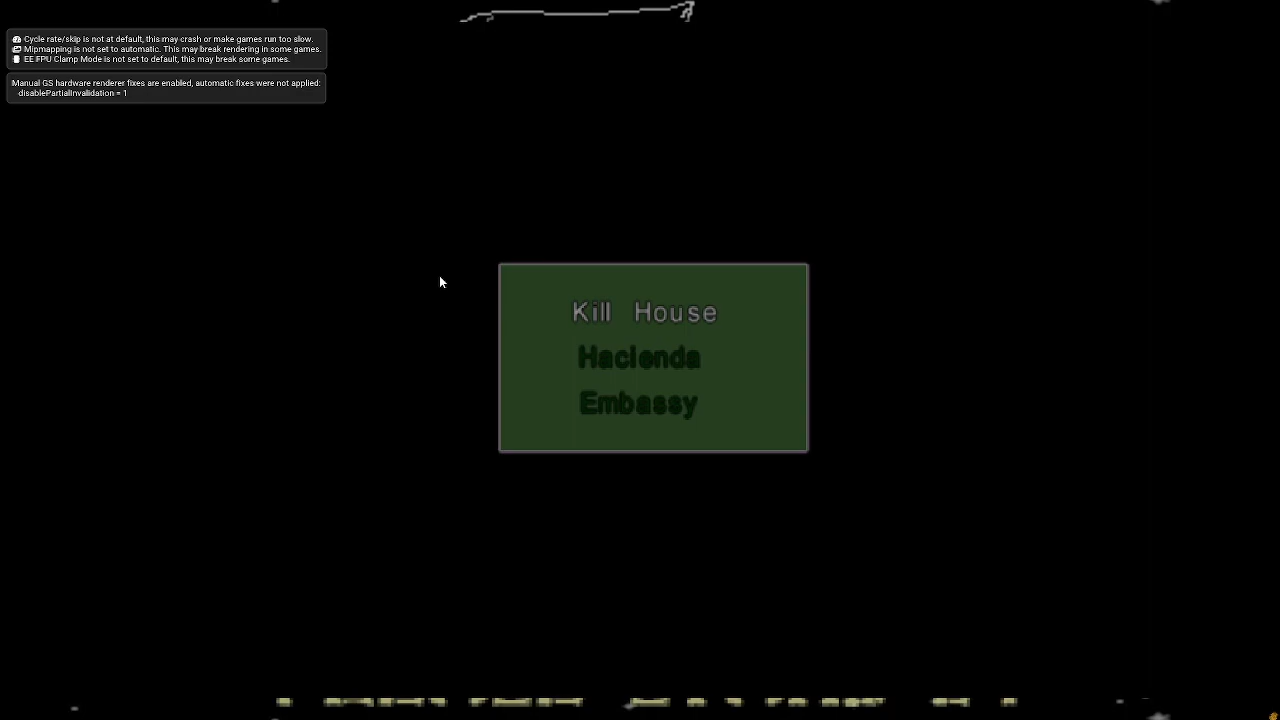 Cycle rate/skip is not at default, this may crash or make games run too slow.
Mipmapping is not set to automatic. This may break rendering in some games.
EE FPU Clamp Mode is not set to default, this may break some games.
Manual GS hardware renderer fixes are enabled, automatic fixes were not applied:
disablePartialInvalidation = 1
Kill House
Hacienda
Embassy